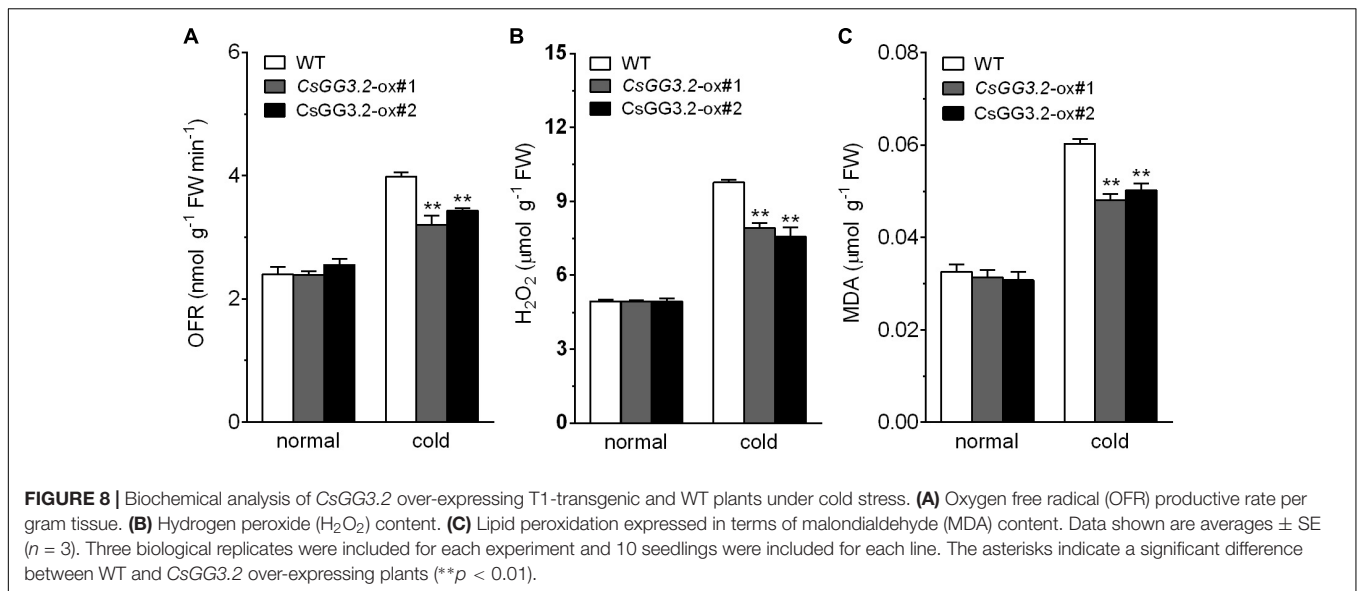 A
6
4
2
0
OFR (nmol g⁻¹ FW min⁻¹)
WT
CsGG3.2-ox#1
CsGG3.2-ox#2
**
**
normal cold
B
15
12
9
6
3
0
H₂O₂ (μmol g⁻¹ FW)
WT
CsGG3.2-ox#1
CsGG3.2-ox#2
**
**
normal cold
C
0.08
0.06
0.04
0.02
0.00
MDA (μmol g⁻¹ FW)
WT
CsGG3.2-ox#1
CsGG3.2-ox#2
**
**
normal cold
FIGURE 8 | Biochemical analysis of CsGG3.2 over-expressing T1-transgenic and WT plants under cold stress. (A) Oxygen free radical (OFR) productive rate per
gram tissue. (B) Hydrogen peroxide (H₂O₂) content. (C) Lipid peroxidation expressed in terms of malondialdehyde (MDA) content. Data shown are averages ± SE
(n = 3). Three biological replicates were included for each experiment and 10 seedlings were included for each line. The asterisks indicate a significant difference
between WT and CsGG3.2 over-expressing plants (**p < 0.01).